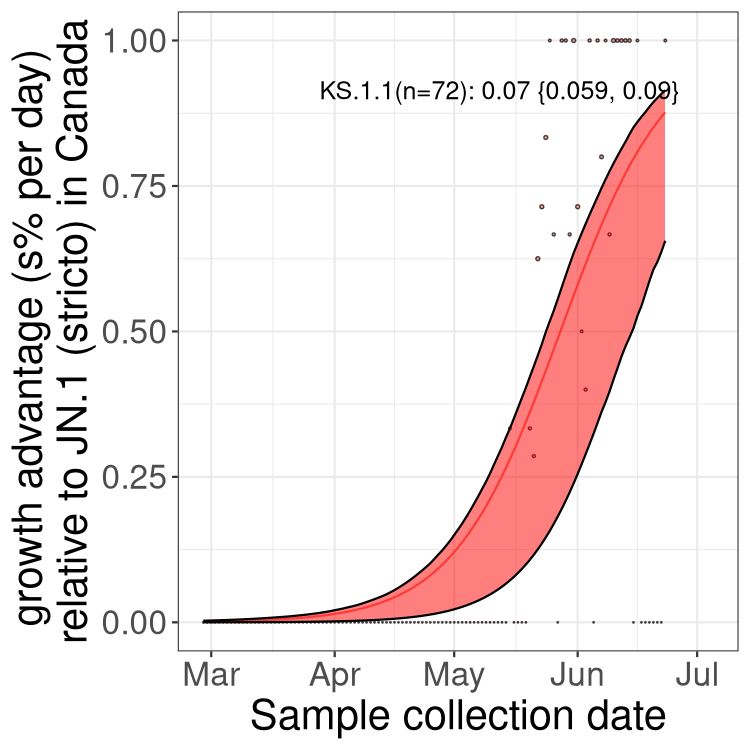 growth advantage (s% per day)
relative to JN.1 (stricto) in Canada
1.00
0.75
0.50
0.25
0.00
KS.1.1(n=72): 0.07 {0.059, 0.09}
Mar Apr May Jun Jul
Sample collection date